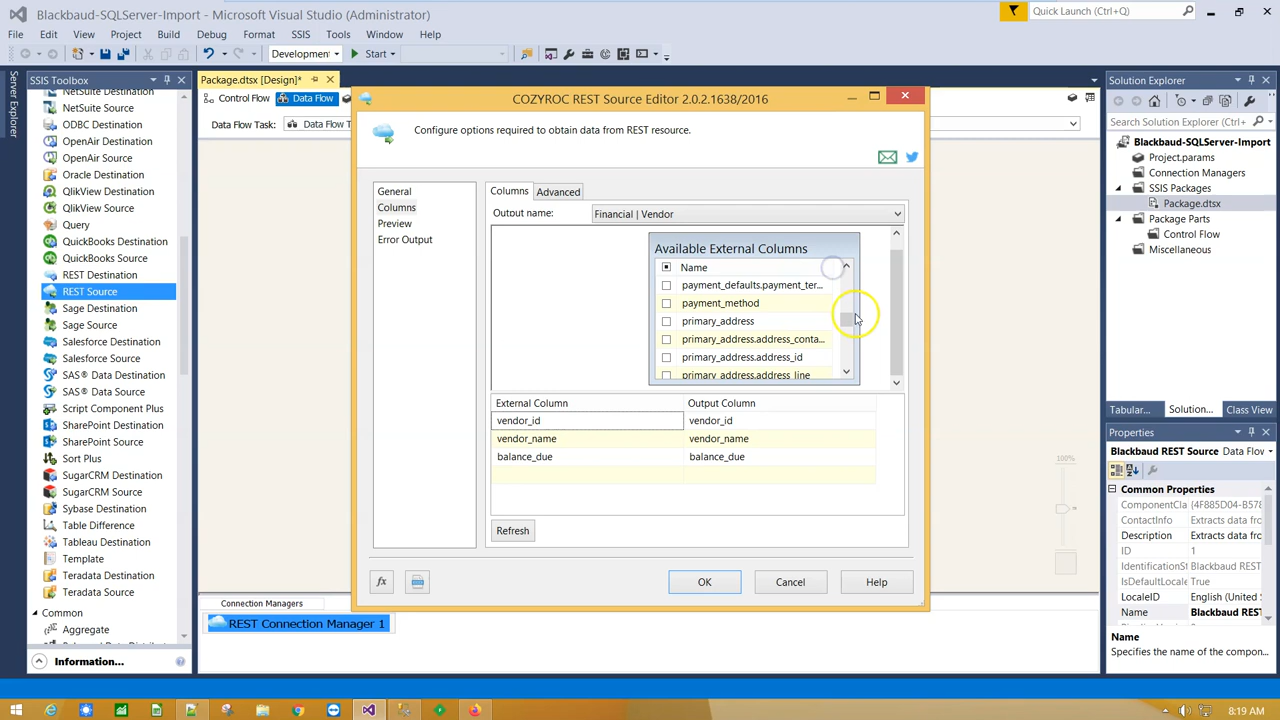 Blackbaud-SQLServer-Import - Microsoft Visual Studio (Administrator)
Quick Launch (Ctrl+Q)
File Edit View Project Build Debug Format SSIS Tools Window Help
Development Start
Server Explorer
SSIS Toolbox
NetSuite Destination
NetSuite Source
ODBC Destination
OpenAir Destination
OpenAir Source
Oracle Destination
QlikView Destination
QlikView Source
Query
QuickBooks Destination
QuickBooks Source
REST Destination
REST Source
Sage Destination
Sage Source
Salesforce Destination
Salesforce Source
SAS® Data Destination
SAS® Data Source
Script Component Plus
SharePoint Destination
SharePoint Source
Sort Plus
SugarCRM Destination
SugarCRM Source
Sybase Destination
Table Difference
Tableau Destination
Template
Teradata Destination
Teradata Source
Common
Aggregate
Information...
Package.dtsx [Design]*
Control Flow Data Flow
Data Flow Task: Data Flow T
COZYROC REST Source Editor 2.0.2.1638/2016
Configure options required to obtain data from REST resource.
General
Columns
Preview
Error Output
Columns Advanced
Outout name: Financial | Vendor
Available External Columns
Name
payment_defaults.payment_ter...
payment_method
primary_address
primary_address.address_conta...
primary_address.address_id
primary_address.address_line
External Column Output Column
vendor_id vendor_id
vendor_name vendor_name
balance_due balance_due
Refresh
fx
OK Cancel Help
100%
Connection Managers
REST Connection Manager 1
Solution Explorer
Search Solution Explorer (Ctrl+;)
Blackbaud-SQLServer-Import
Project.params
Connection Managers
SSIS Packages
Package.dtsx
Package Parts
Control Flow
Miscellaneous
Tabular... Solution... Class View
Properties
Blackbaud REST Source Data Flow
Common Properties
ComponentCla {4F885D04-B578
ContactInfo Extracts data fro
Description Extracts data fro
ID 1
IdentificationSt Blackbaud REST
IsDefaultLocale True
LocaleID English (United S
Name Blackbaud REST
Name
Specifies the name of the compon...
8:19 AM